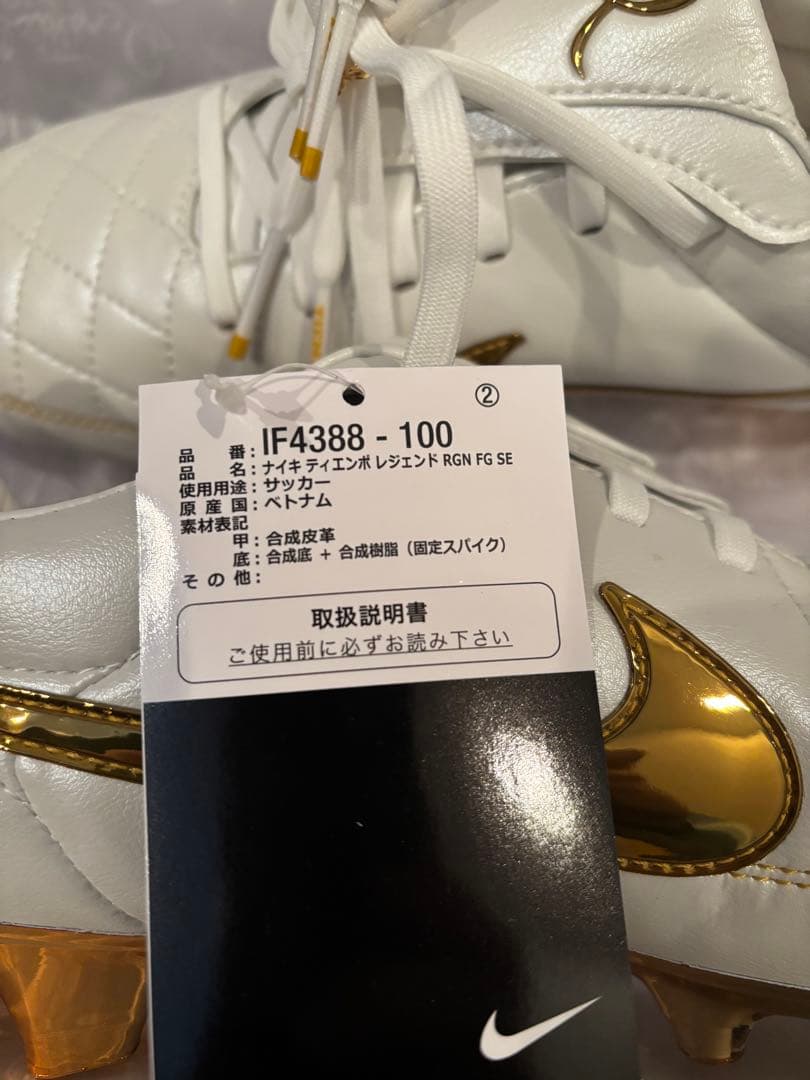 ②
品 番 : IF4388 - 100
品 名 : ナイキ ティエンポ レジェンド RGN FG SE
使用用途 : サッカー
原 産 国 : ベトナム
素材表記
甲 : 合成皮革
底 : 合成底 + 合成樹脂（固定スパイク）
そ の 他 :
取扱説明書
ご使用前に必ずお読み下さい